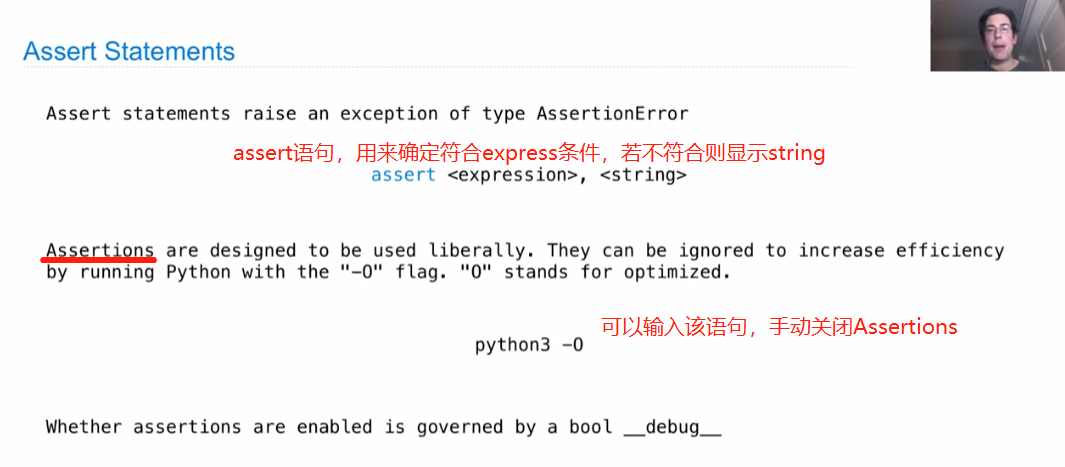 Assert Statements
Assert statements raise an exception of type AssertionError
assert语句，用来确定符合express条件，若不符合则显示string
assert <expression>, <string>
Assertions are designed to be used liberally. They can be ignored to increase efficiency
by running Python with the "-O" flag. "O" stands for optimized.
可以输入该语句，手动关闭Assertions
python3 -O
Whether assertions are enabled is governed by a bool __debug__